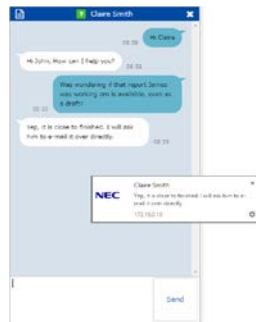 Claire Smith
Hi Claire
Hi John, How can I help you?
Was wondering if that report James
was working on is available, even as
a draft?
Yep, it is close to finished. I will ask
him to e-mail it over directly.
Claire Smith
NEC
Yep, it is close to finished. I will ask him to e-
mail it over directly.
Send